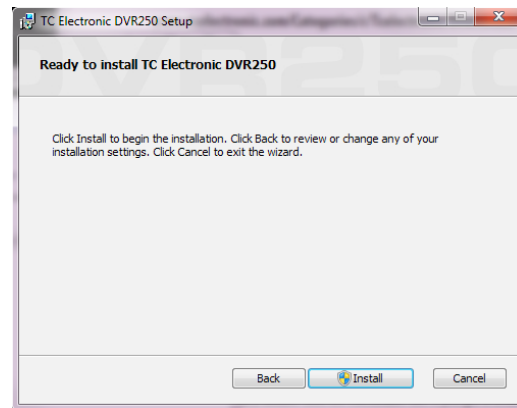 TC Electronic DVR250 Setup
Ready to install TC Electronic DVR250
Click Install to begin the installation. Click Back to review or change any of your
installation settings. Click Cancel to exit the wizard.
Back
Install
Cancel